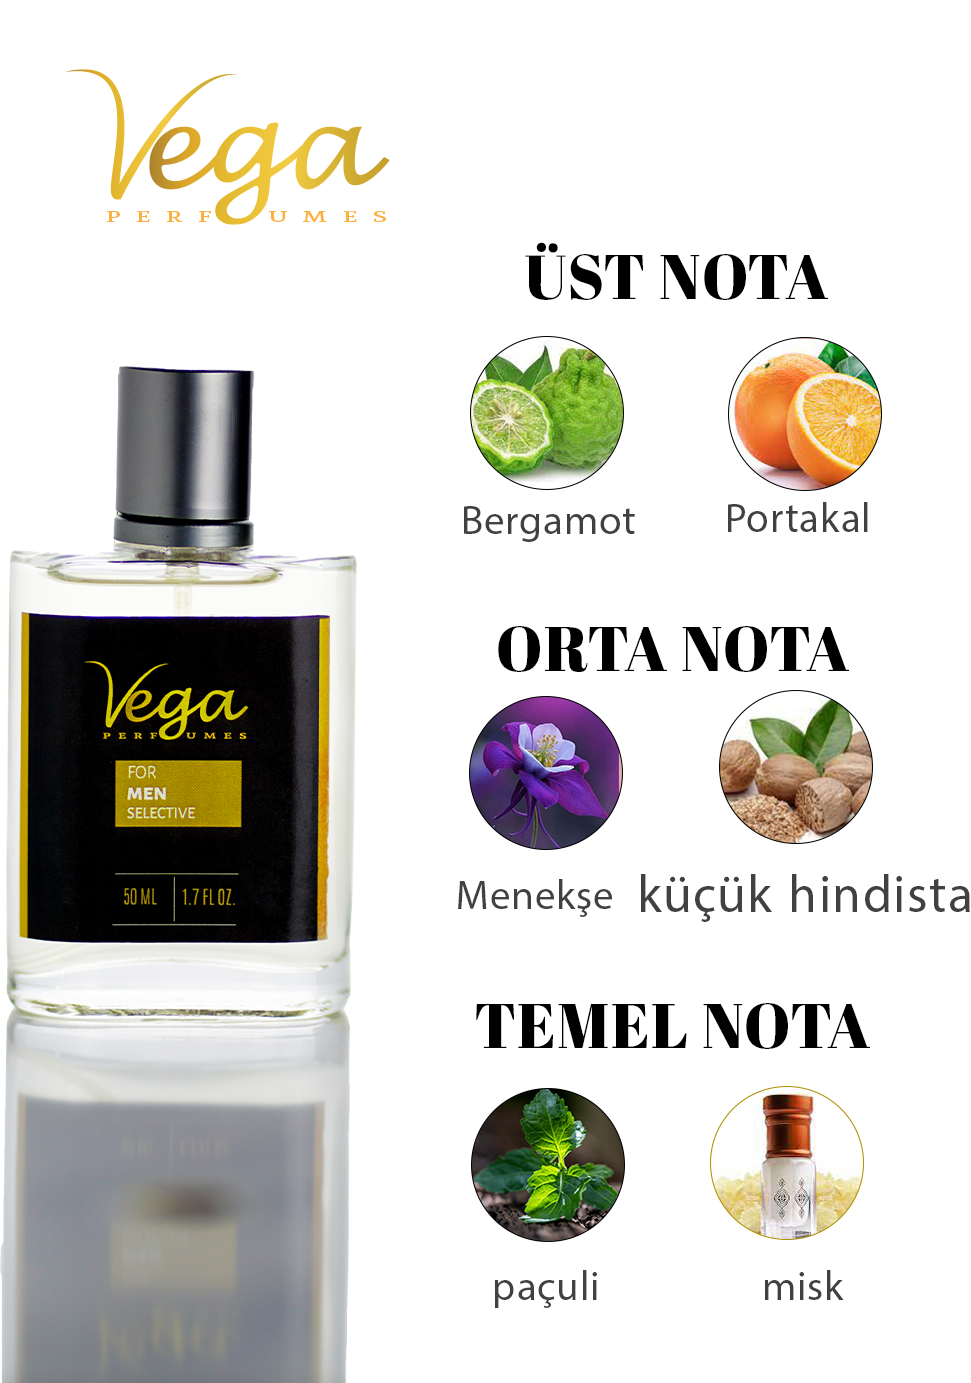 Vega
PERFUMES
ÜST NOTA
Bergamot
Portakal
ORTA NOTA
Menekşe
küçük hindista
TEMEL NOTA
paçuli
misk
Vega
PERFUMES
FOR
MEN
SELECTIVE
50 ML
1.7 FL OZ.